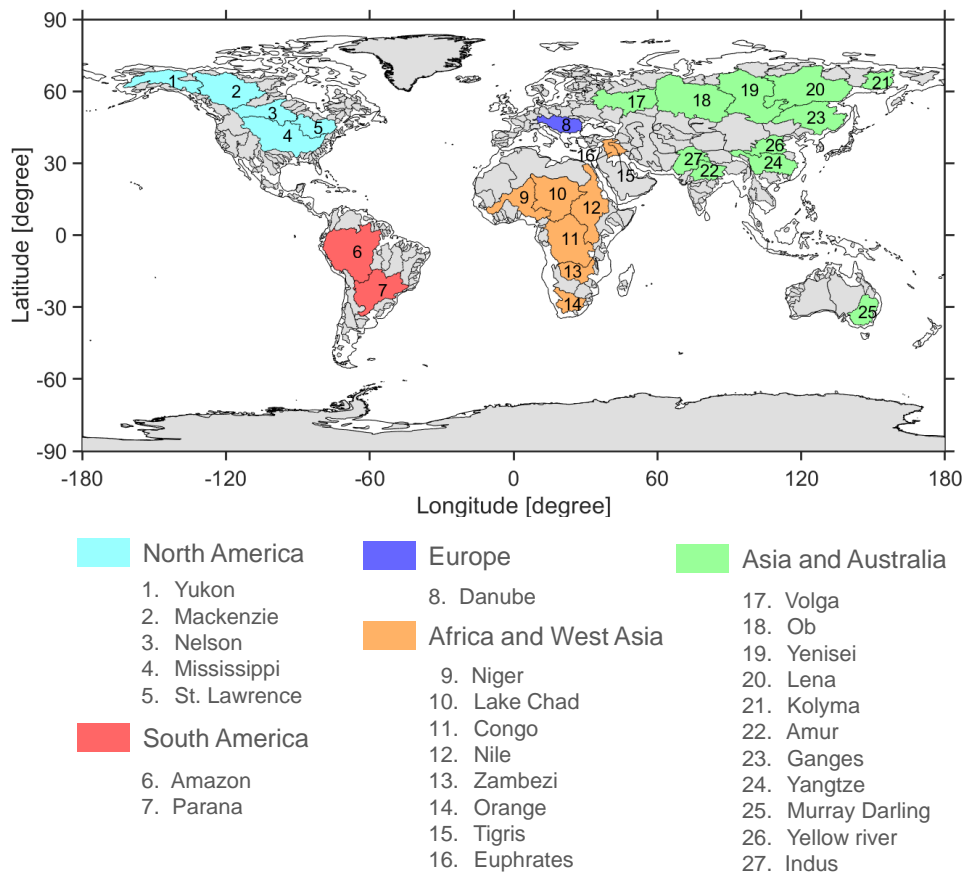 90
60
30
0
-30
-60
-90
Latitude [degree]
1
2
3
4
5
6
7
8
9
10
11
12
13
14
15
16
17
18
19
20
21
22
23
24
25
26
27
-180
-120
-60
0
60
120
180
Longitude [degree]
North America
1. Yukon
2. Mackenzie
3. Nelson
4. Mississippi
5. St. Lawrence
South America
6. Amazon
7. Parana
Europe
8. Danube
Africa and West Asia
9. Niger
10. Lake Chad
11. Congo
12. Nile
13. Zambezi
14. Orange
15. Tigris
16. Euphrates
Asia and Australia
17. Volga
18. Ob
19. Yenisei
20. Lena
21. Kolyma
22. Amur
23. Ganges
24. Yangtze
25. Murray Darling
26. Yellow river
27. Indus